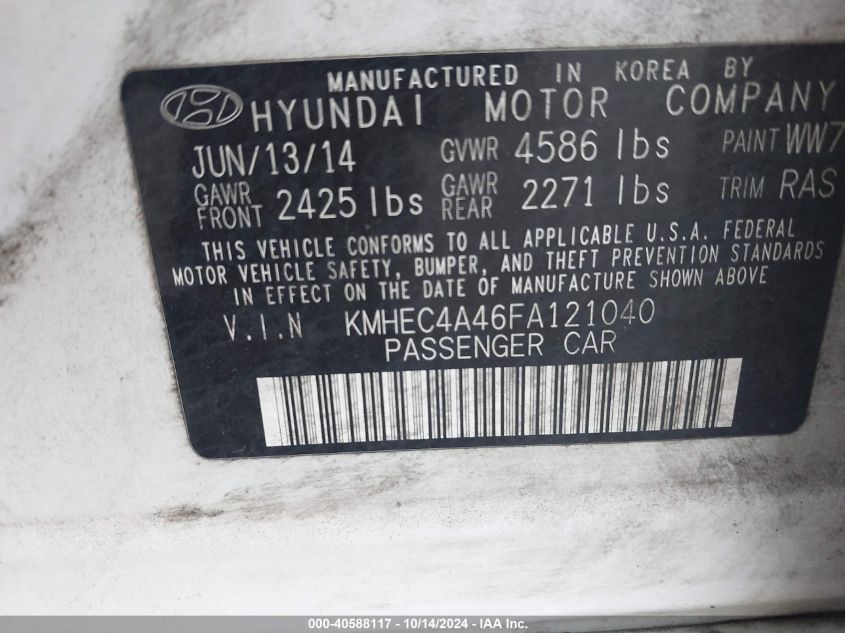 MANUFACTURED IN KOREA BY
HYUNDAI MOTOR COMPANY
JUN/13/14 GVWR 4586 lbs PAINT WW7
GAWR FRONT 2425 lbs GAWR REAR 2271 lbs TRIM RAS
THIS VEHICLE CONFORMS TO ALL APPLICABLE U.S.A. FEDERAL
MOTOR VEHICLE SAFETY, BUMPER, AND THEFT PREVENTION STANDARDS
IN EFFECT ON THE DATE OF MANUFACTURE SHOWN ABOVE
V.I.N KMHEC4A46FA121040
PASSENGER CAR
000-40588117 - 10/14/2024 - IAA Inc.